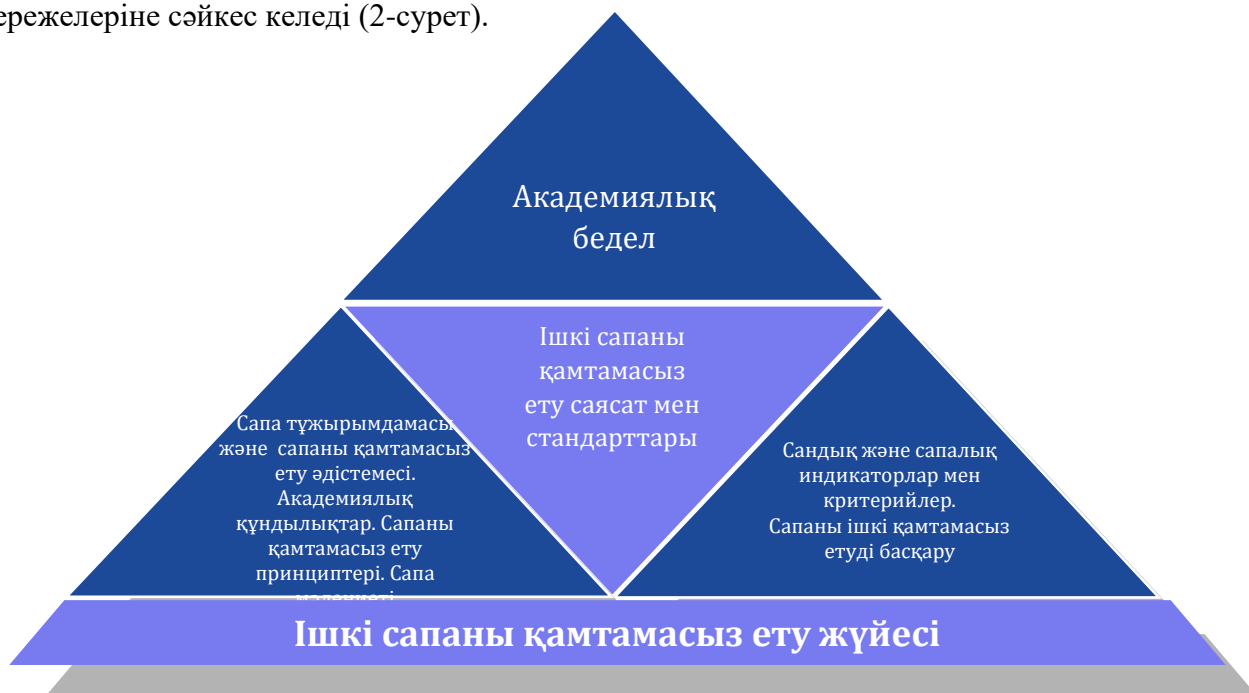 ережелеріне сәйкес келеді (2-сурет).
Академиялық
бедел
Ішкі сапаны
қамтамасыз
ету саясат мен
стандарттары
Сапа тұжырымдамасы
және сапаны қамтамасыз
ету әдістемесі.
Академиялық
құндылықтар. Сапаны
қамтамасыз ету
принциптері. Сапа
Сандық және сапалық
индикаторлар мен
критерийлер.
Сапаны ішкі қамтамасыз
етуді басқару
Ішкі сапаны қамтамасыз ету жүйесі